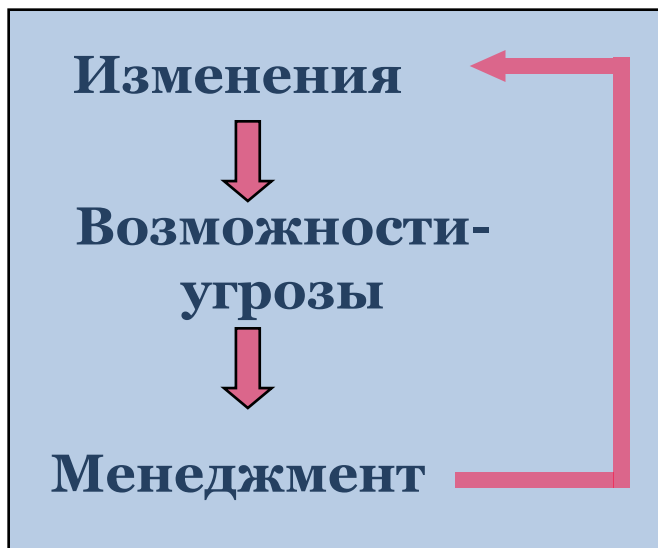 Изменения
Возможности-
угрозы
Менеджмент